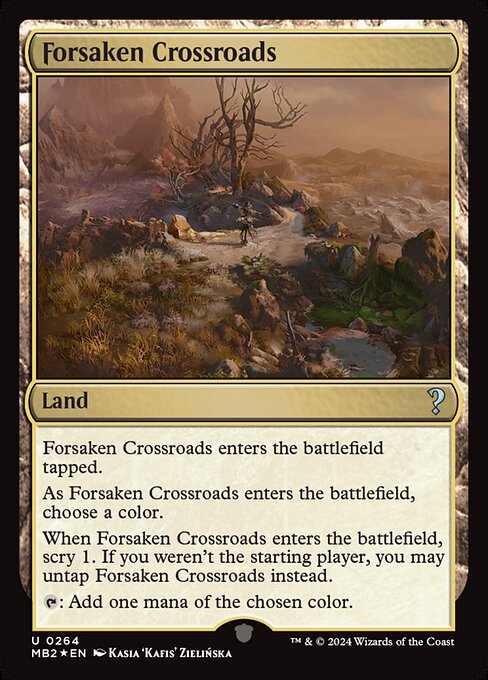 Forsaken Crossroads
Land
Forsaken Crossroads enters the battlefield
tapped.
As Forsaken Crossroads enters the battlefield,
choose a color.
When Forsaken Crossroads enters the battlefield,
scry 1. If you weren't the starting player, you may
untap Forsaken Crossroads instead.
: Add one mana of the chosen color.
U 0264
MB2★EN Kasia 'Kafis' Zielińska
™ & © 2024 Wizards of the Coast